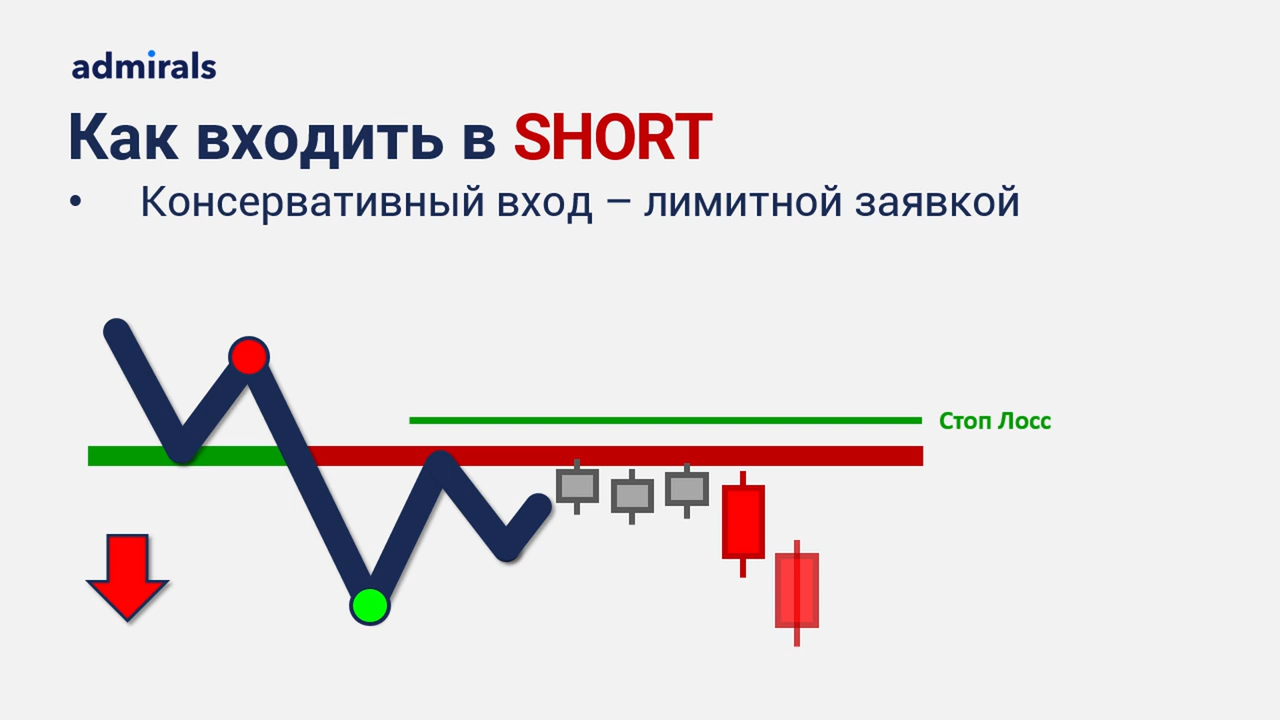 admirals
Как входить в SHORT
• Консервативный вход – лимитной заявкой
Стоп Лосс